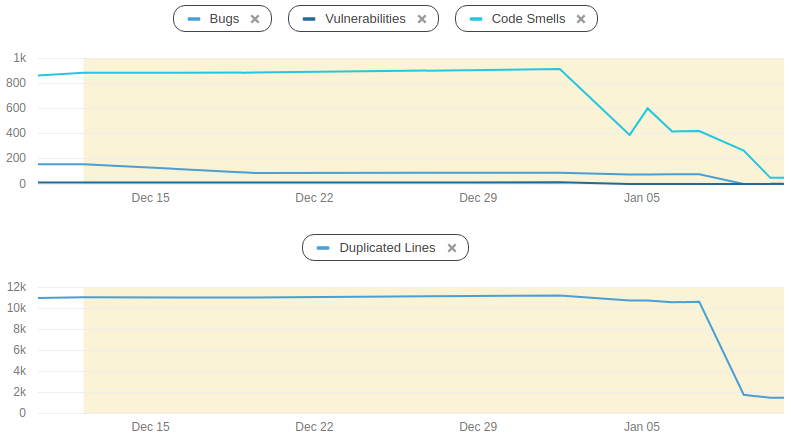 Bugs × Vulnerabilities × Code Smells ×
1k
800
600
400
200
0
Dec 15 Dec 22 Dec 29 Jan 05
Duplicated Lines ×
12k
10k
8k
6k
4k
2k
0
Dec 15 Dec 22 Dec 29 Jan 05